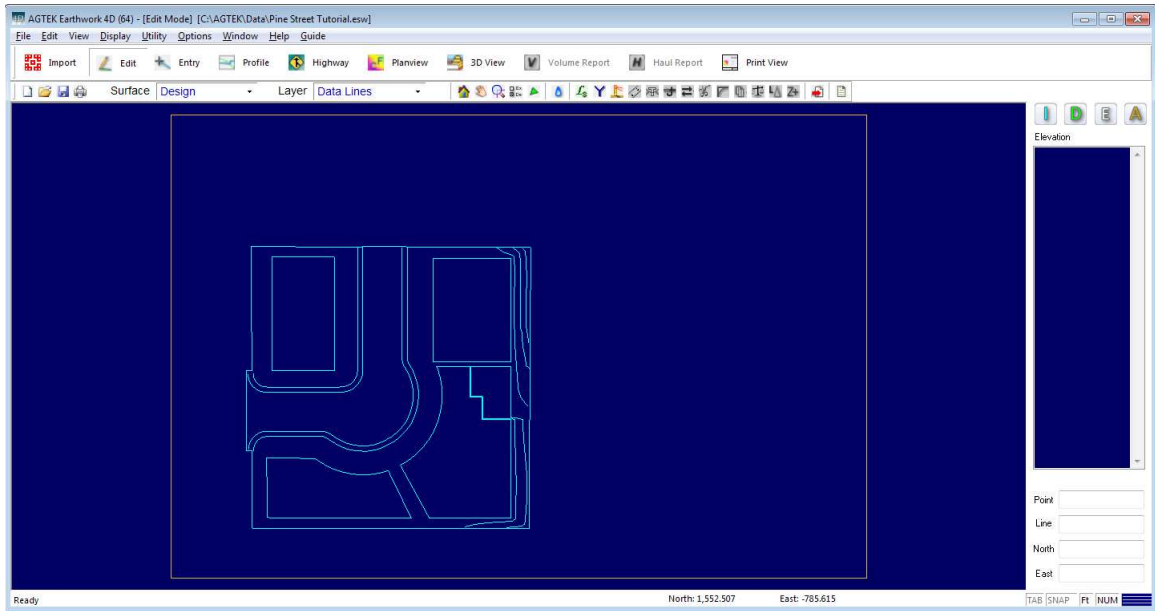 AGTEK Earthwork 4D (64) - [Edit Mode] [C:\AGTEK\Data\Pine Street Tutorial.esw]
File Edit View Display Utility Options Window Help Guide
Import Edit Entry Profile Highway Planview 3D View V Volume Report H Haul Report Print View
Surface Design Layer Data Lines
I D E A
Elevation
Point
Line
North
East
Ready North: 1,552.507 East: -785.615 TAB SNAP Ft NUM